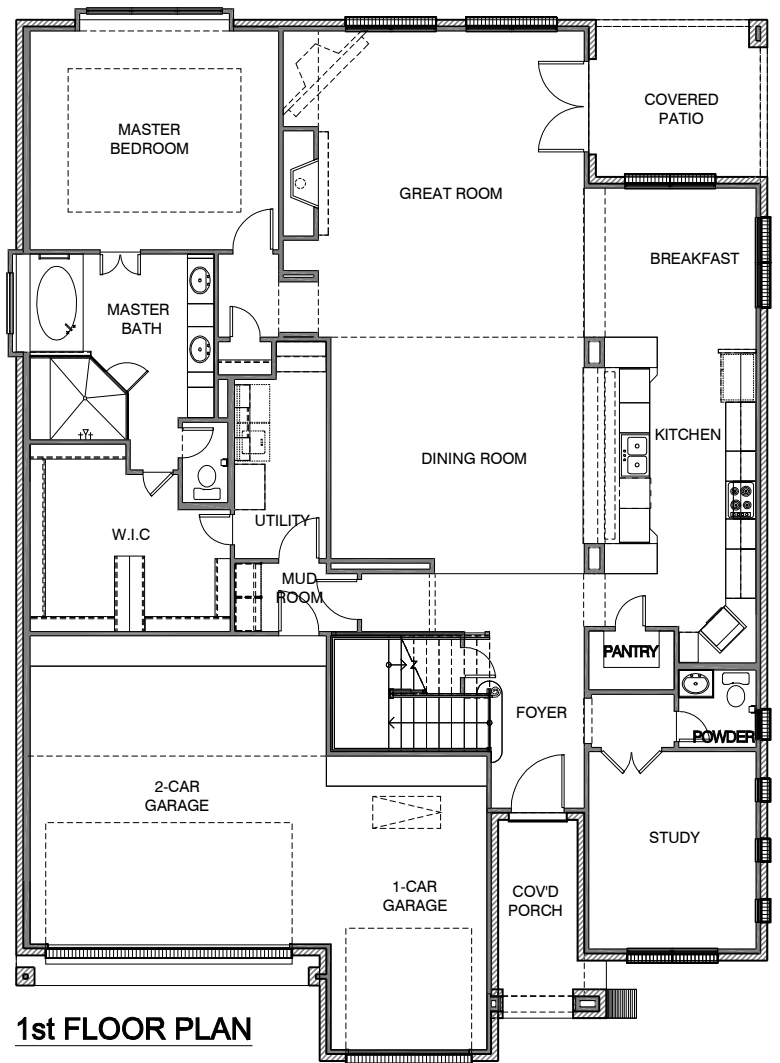 COVERED
PATIO
MASTER
BEDROOM
GREAT ROOM
BREAKFAST
MASTER
BATH
KITCHEN
DINING ROOM
W.I.C
UTILITY
MUD
ROOM
PANTRY
FOYER
POWDER
2-CAR
GARAGE
STUDY
1-CAR
GARAGE
COV'D
PORCH
1st FLOOR PLAN